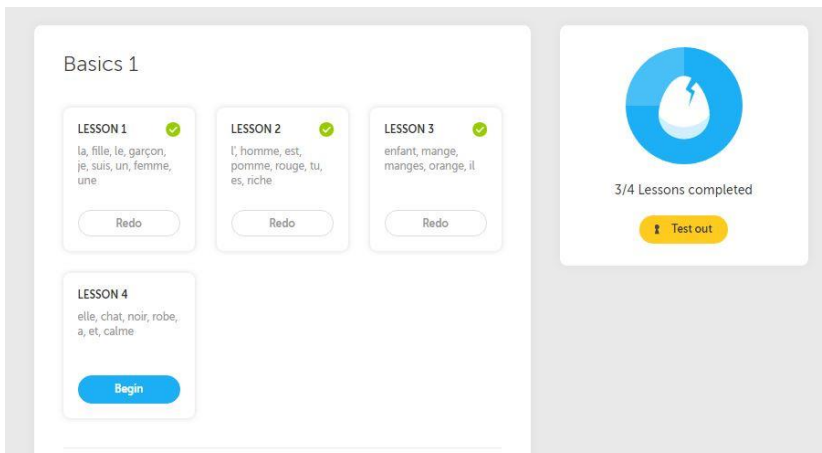 Basics 1
LESSON 1
la, fille, le, garçon,
je, suis, un, femme,
une
Redo
LESSON 2
l', homme, est,
pomme, rouge, tu,
es, riche
Redo
LESSON 3
enfant, mange,
manges, orange, il
Redo
3/4 Lessons completed
Test out
LESSON 4
elle, chat, noir, robe,
a, et, calme
Begin